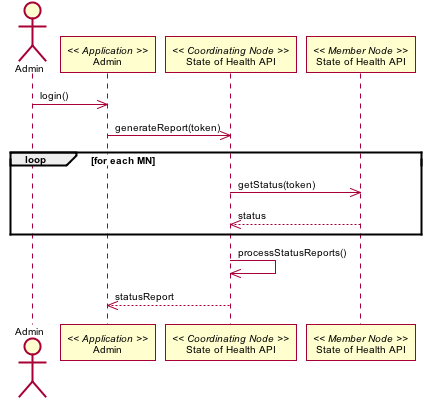 Admin
<< Application >>
Admin
<< Coordinating Node >>
State of Health API
<< Member Node >>
State of Health API
login()
generateReport(token)
loop
[for each MN]
getStatus(token)
status
processStatusReports()
statusReport
Admin
<< Application >>
Admin
<< Coordinating Node >>
State of Health API
<< Member Node >>
State of Health API